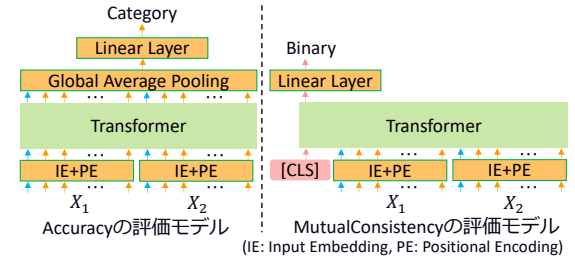 Category
Linear Layer
Global Average Pooling
... ...
Transformer
... ...
IE+PE IE+PE
... ...
X₁ X₂
Accuracyの評価モデル
Binary
Linear Layer
Transformer
... ...
[CLS] IE+PE IE+PE
... ...
X₁ X₂
MutualConsistencyの評価モデル
(IE: Input Embedding, PE: Positional Encoding)